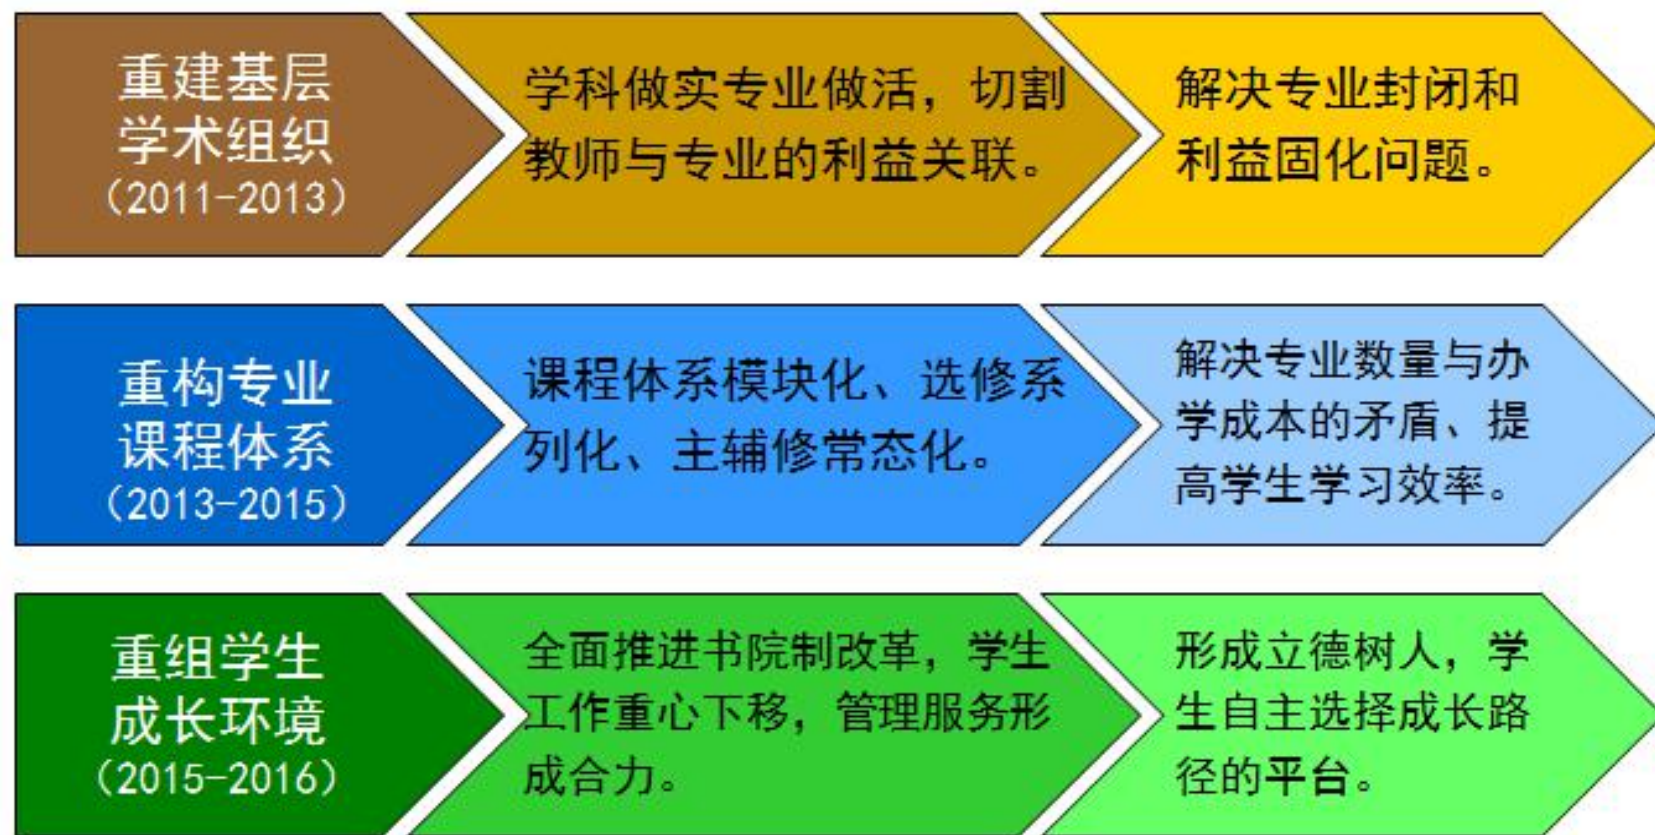 重建基层
学术组织
（2011-2013）
学科做实专业做活，切割
教师与专业的利益关联。
解决专业封闭和
利益固化问题。
重构专业
课程体系
（2013-2015）
课程体系模块化、选修系
列化、主辅修常态化。
解决专业数量与办
学成本的矛盾、提
高学生学习效率。
重组学生
成长环境
（2015-2016）
全面推进书院制改革，学生
工作重心下移，管理服务形
成合力。
形成立德树人，学
生自主选择成长路
径的平台。